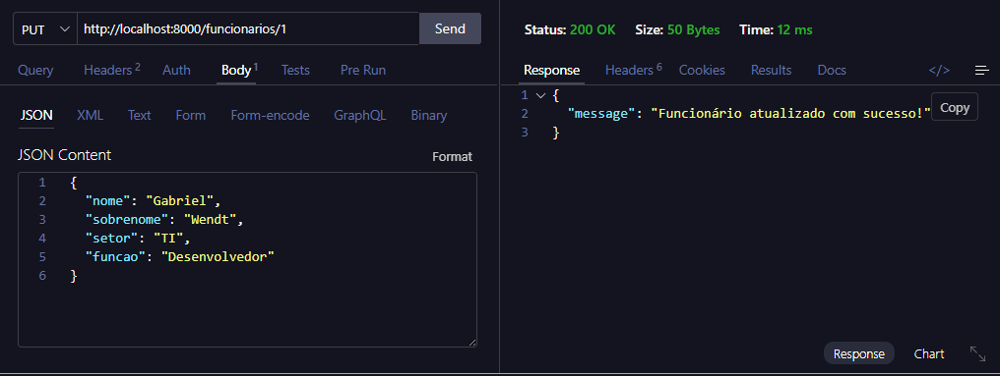 PUT http://localhost:8000/funcionarios/1 Send
Query Headers 2 Auth Body 1 Tests Pre Run
JSON XML Text Form Form-encode GraphQL Binary
JSON Content Format
1 {
2 "nome": "Gabriel",
3 "sobrenome": "Wendt",
4 "setor": "TI",
5 "funcao": "Desenvolvedor"
6 }
Status: 200 OK Size: 50 Bytes Time: 12 ms
Response Headers 6 Cookies Results Docs </>
1 {
2 "message": "Funcionário atualizado com sucesso!"
3 }
Copy
Response Chart